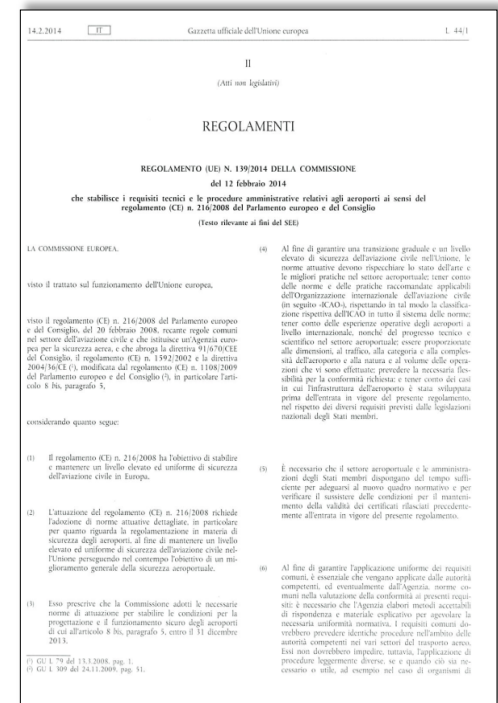 14.2.2014
IT
Gazzetta ufficiale dell'Unione europea
L 44/1
II
(Atti non legislativi)
REGOLAMENTI
REGOLAMENTO (UE) N. 139/2014 DELLA COMMISSIONE
del 12 febbraio 2014
che stabilisce i requisiti tecnici e le procedure amministrative relativi agli aeroporti ai sensi del
regolamento (CE) n. 216/2008 del Parlamento europeo e del Consiglio
(Testo rilevante ai fini del SEE)
LA COMMISSIONE EUROPEA,
visto il trattato sul funzionamento dell'Unione europea,
visto il regolamento (CE) n. 216/2008 del Parlamento europeo
e del Consiglio, del 20 febbraio 2008, recante regole comuni
nel settore dell'aviazione civile e che istituisce un'Agenzia euro-
pea per la sicurezza aerea, e che abroga la direttiva 91/670/CEE
del Consiglio, il regolamento (CE) n. 1592/2002 e la direttiva
2004/36/CE (¹), modificata dal regolamento (CE) n. 1108/2009
del Parlamento europeo e del Consiglio (²), in particolare l'arti-
colo 8 bis, paragrafo 5,
considerando quanto segue:
(1) Il regolamento (CE) n. 216/2008 ha l'obiettivo di stabilire
e mantenere un livello elevato ed uniforme di sicurezza
dell'aviazione civile in Europa.
(2) L'attuazione del regolamento (CE) n. 216/2008 richiede
l'adozione di norme attuative dettagliate, in particolare
per quanto riguarda la regolamentazione in materia di
sicurezza degli aeroporti, al fine di mantenere un livello
elevato ed uniforme di sicurezza dell'aviazione civile nel-
l'Unione perseguendo nel contempo l'obiettivo di un mi-
glioramento generale della sicurezza aeroportuale.
(3) Esso prescrive che la Commissione adotti le necessarie
norme di attuazione per stabilire le condizioni per la
progettazione e il funzionamento sicuro degli aeroporti
di cui all'articolo 8 bis, paragrafo 5, entro il 31 dicembre
2013.
(¹) GU L 79 del 13.3.2008, pag. 1.
(²) GU L 309 del 24.11.2009, pag. 51.
(4) Al fine di garantire una transizione graduale e un livello
elevato di sicurezza dell'aviazione civile nell'Unione, le
norme attuative devono rispecchiare lo stato dell'arte e
le migliori pratiche nel settore aeroportuale; tener conto
delle norme e delle pratiche raccomandate applicabili
dell'Organizzazione internazionale dell'aviazione civile
(in seguito «ICAO»), rispettando in tal modo la classifica-
zione rispettiva dell'ICAO in tutto il sistema delle norme;
tener conto delle esperienze operative degli aeroporti a
livello internazionale, nonché del progresso tecnico e
scientifico nel settore aeroportuale; essere proporzionate
alle dimensioni, al traffico, alla categoria e alla comples-
sità dell'aeroporto e alla natura e al volume delle opera-
zioni che vi sono effettuate; prevedere la necessaria fles-
sibilità per la conformità richiesta; e tener conto dei casi
in cui l'infrastruttura dell'aeroporto è stata sviluppata
prima dell'entrata in vigore del presente regolamento,
nel rispetto dei diversi requisiti previsti dalle legislazioni
nazionali degli Stati membri.
(5) È necessario che il settore aeroportuale e le amministra-
zioni degli Stati membri dispongano del tempo suffi-
ciente per adeguarsi al nuovo quadro normativo e per
verificare il sussistere delle condizioni per il manteni-
mento della validità dei certificati rilasciati precedente-
mente all'entrata in vigore del presente regolamento.
(6) Al fine di garantire l'applicazione uniforme dei requisiti
comuni, è essenziale che vengano applicate dalle autorità
competenti, ed eventualmente dall'Agenzia, norme co-
muni nella valutazione della conformità ai presenti requi-
siti; è necessario che l'Agenzia elabori metodi accettabili
di rispondenza e materiale esplicativo per agevolare la
necessaria uniformità normativa. I requisiti comuni do-
vrebbero prevedere identiche procedure nell'ambito delle
autorità competenti nei vari settori del trasporto aereo.
Essi non dovrebbero impedire, tuttavia, l'applicazione di
procedure leggermente diverse, se e quando ciò sia ne-
cessario o utile, ad esempio nel caso di organismi di